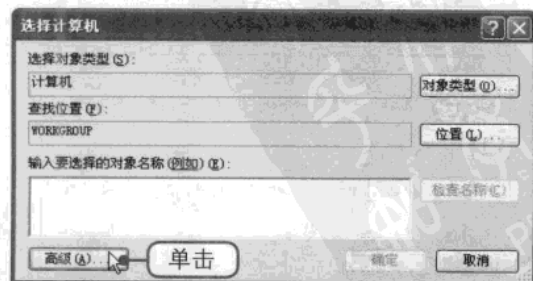 选择计算机
选择对象类型(S):
计算机
对象类型(O)...
查找位置(F):
WORKGROUP
位置(L)...
输入要选择的对象名称(例如)(E):
检查名称(C)
高级(A)...
单击
确定
取消